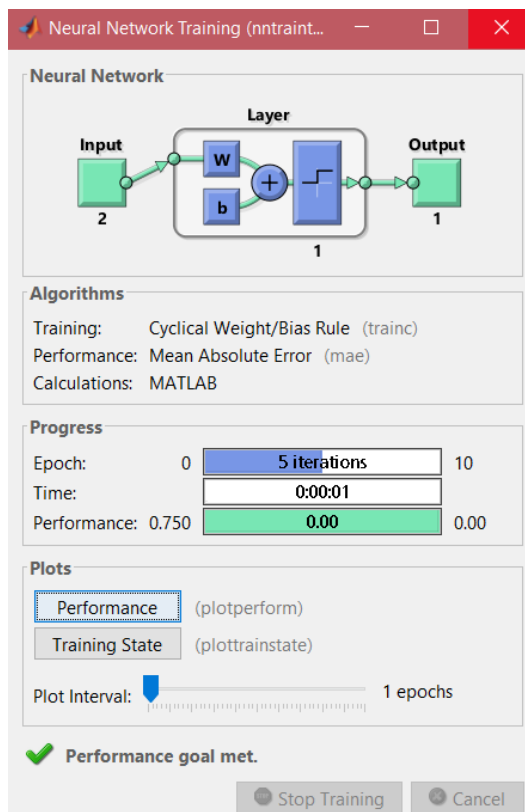 Neural Network Training (nntraint...
Neural Network
Layer
Input
Output
W
b
2
1
1
Algorithms
Training: Cyclical Weight/Bias Rule (trainc)
Performance: Mean Absolute Error (mae)
Calculations: MATLAB
Progress
Epoch: 0 5 iterations 10
Time: 0:00:01
Performance: 0.750 0.00 0.00
Plots
Performance (plotperform)
Training State (plottrainstate)
Plot Interval: 1 epochs
Performance goal met.
Stop Training Cancel